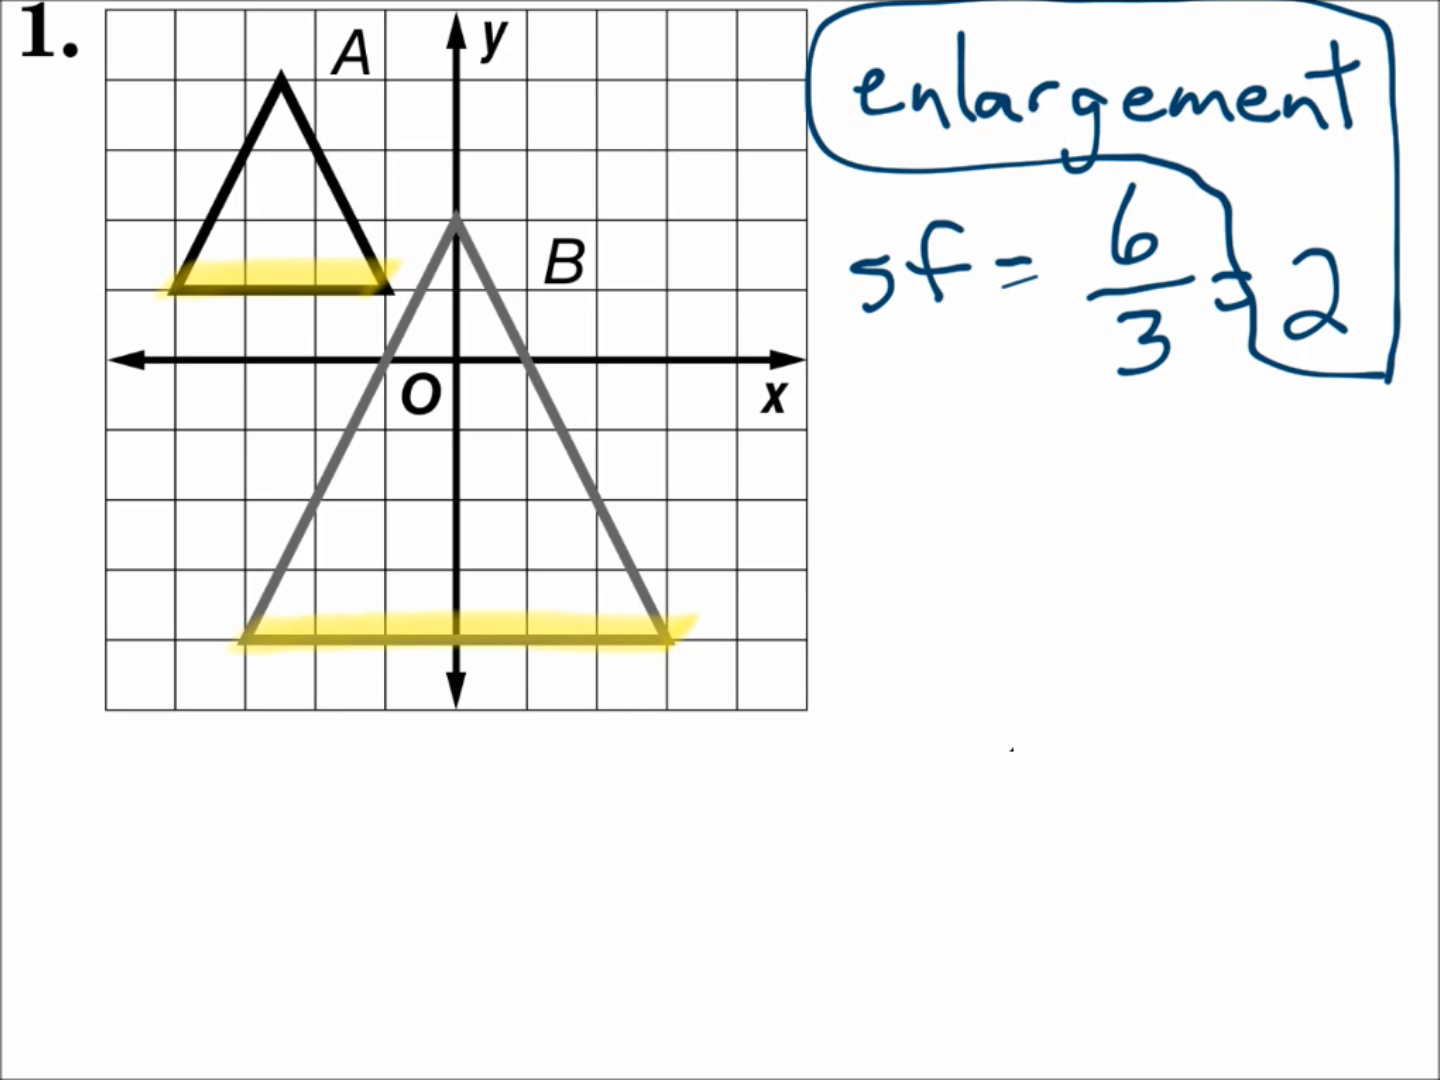 1.
A
y
enlargement
sf = 6/3 = 2
B
O
x